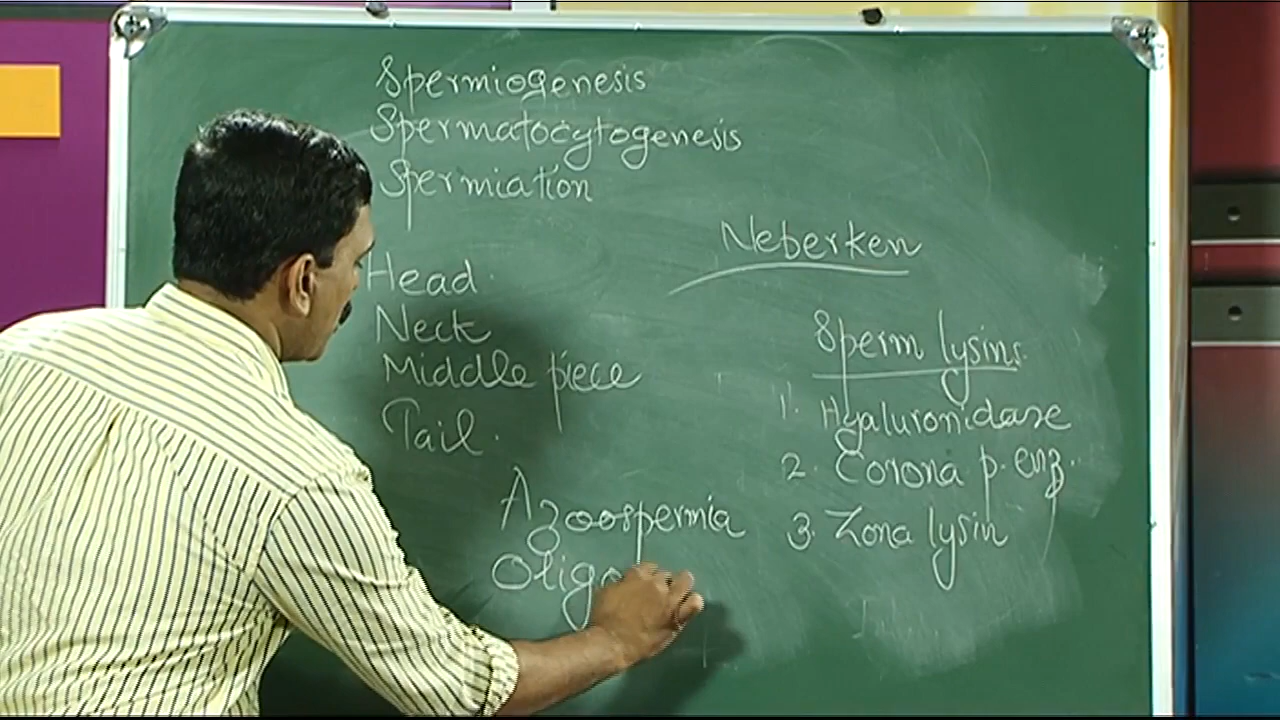 Spermiogenesis
Spermatocytogenesis
Spermiation
Neberken
Head
Neck
Middle piece
Tail.
Sperm lysins.
1. Hyaluronidase
2. Corona p. enz.
3. Zona lysin
Azoospermia
Oligo